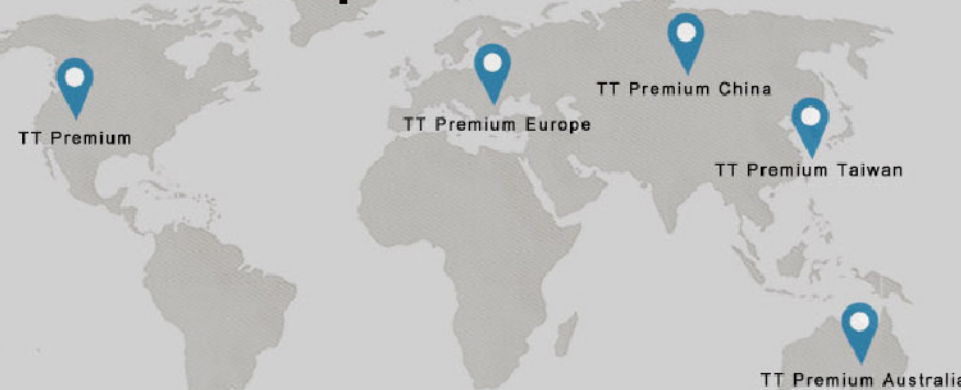 TT Premium China
TT Premium Europe
TT Premium
TT Premium Taiwan
TT Premium Australia